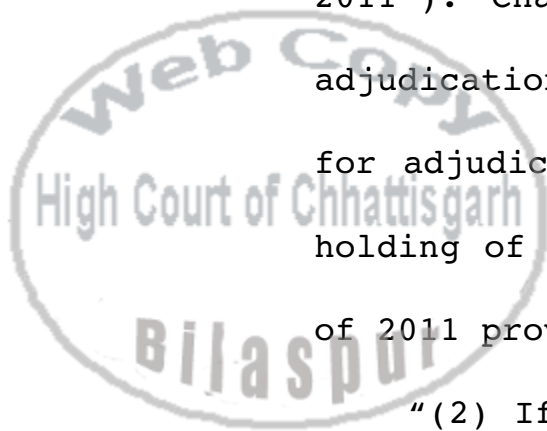 2011"). Cha
adjudication
for adjudic
holding of
of 2011 prov
"(2) If
Web Copy
High Court of Chhattisgarh
Bilaspur